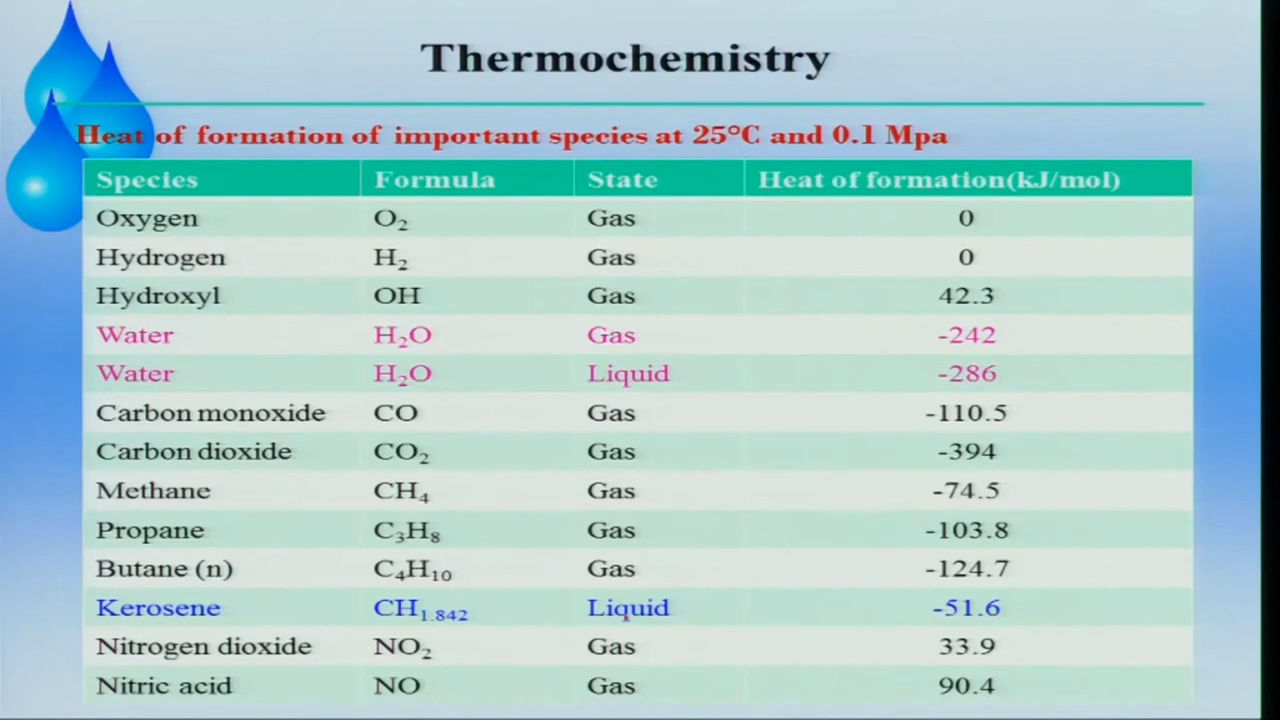 Thermochemistry
Heat of formation of important species at 25°C and 0.1 Mpa
Species Formula State Heat of formation(kJ/mol)
Oxygen O₂ Gas 0
Hydrogen H₂ Gas 0
Hydroxyl OH Gas 42.3
Water H₂O Gas -242
Water H₂O Liquid -286
Carbon monoxide CO Gas -110.5
Carbon dioxide CO₂ Gas -394
Methane CH₄ Gas -74.5
Propane C₃H₈ Gas -103.8
Butane (n) C₄H₁₀ Gas -124.7
Kerosene CH₁.₈₄₂ Liquid -51.6
Nitrogen dioxide NO₂ Gas 33.9
Nitric acid NO Gas 90.4